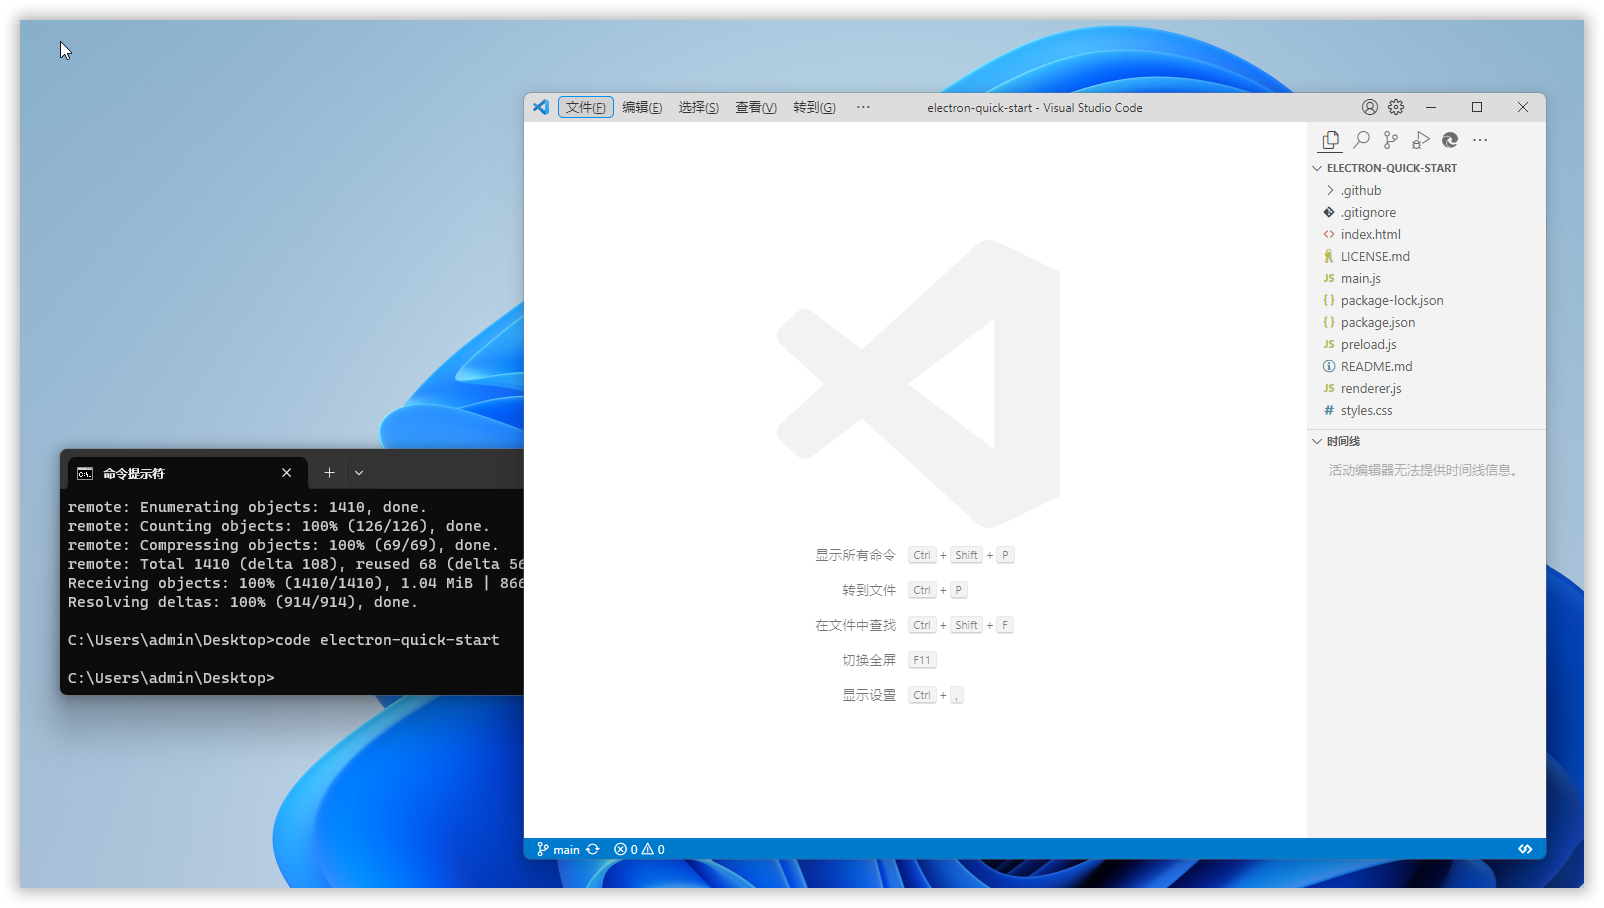 文件(F) 编辑(E) 选择(S) 查看(V) 转到(G) ··· electron-quick-start - Visual Studio Code
ELECTRON-QUICK-START
.github
.gitignore
index.html
LICENSE.md
main.js
package-lock.json
package.json
preload.js
README.md
renderer.js
styles.css
时间线
活动编辑器无法提供时间线信息。
显示所有命令 Ctrl + Shift + P
转到文件 Ctrl + P
在文件中查找 Ctrl + Shift + F
切换全屏 F11
显示设置 Ctrl + ,
main 0 0
命令提示符
remote: Enumerating objects: 1410, done.
remote: Counting objects: 100% (126/126), done.
remote: Compressing objects: 100% (69/69), done.
remote: Total 1410 (delta 108), reused 68 (delta 56
Receiving objects: 100% (1410/1410), 1.04 MiB | 866
Resolving deltas: 100% (914/914), done.
C:\Users\admin\Desktop>code electron-quick-start
C:\Users\admin\Desktop>